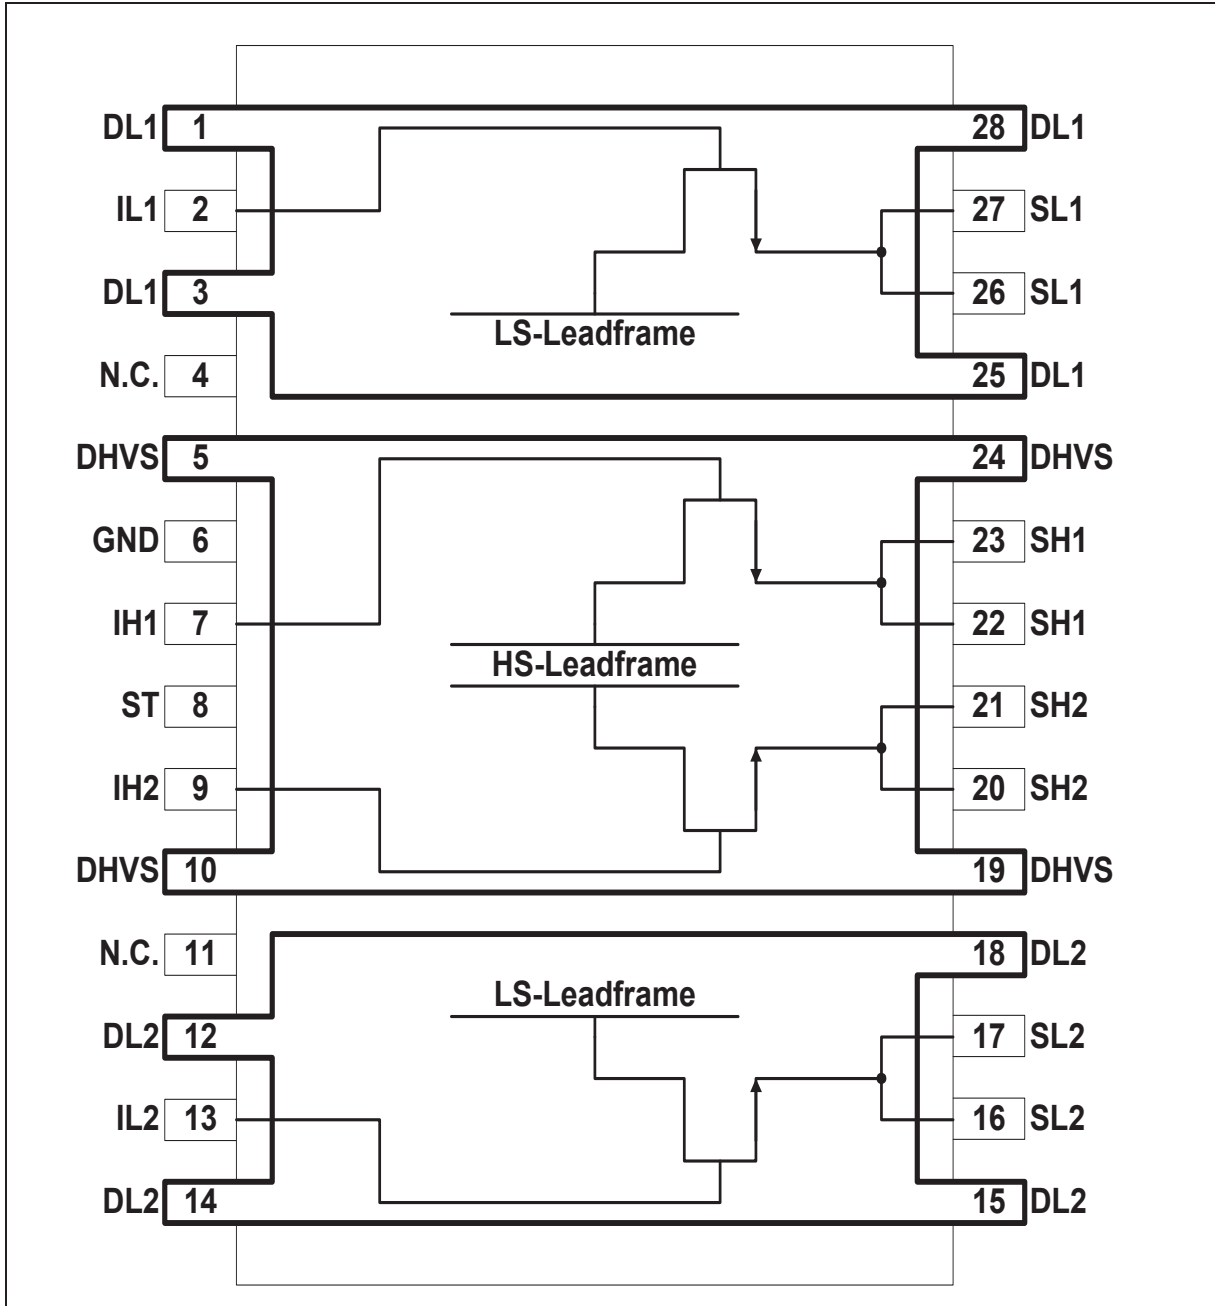 DL1 1 28 DL1
IL1 2 27 SL1
DL1 3 26 SL1
LS-Leadframe
N.C. 4 25 DL1
DHVS 5 24 DHVS
GND 6 23 SH1
IH1 7 22 SH1
HS-Leadframe
ST 8 21 SH2
IH2 9 20 SH2
DHVS 10 19 DHVS
N.C. 11 18 DL2
LS-Leadframe
DL2 12 17 SL2
IL2 13 16 SL2
DL2 14 15 DL2